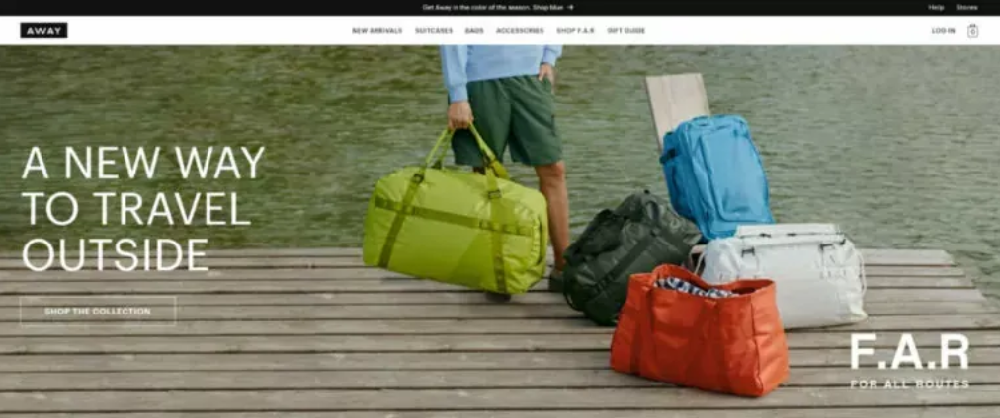 Get Away in the color of the season. Shop blue →
Help Stores
AWAY
NEW ARRIVALS SUITCASES BAGS ACCESSORIES SHOP F.A.R GIFT GUIDE
LOG IN 0
A NEW WAY
TO TRAVEL
OUTSIDE
SHOP THE COLLECTION
F.A.R
FOR ALL ROUTES